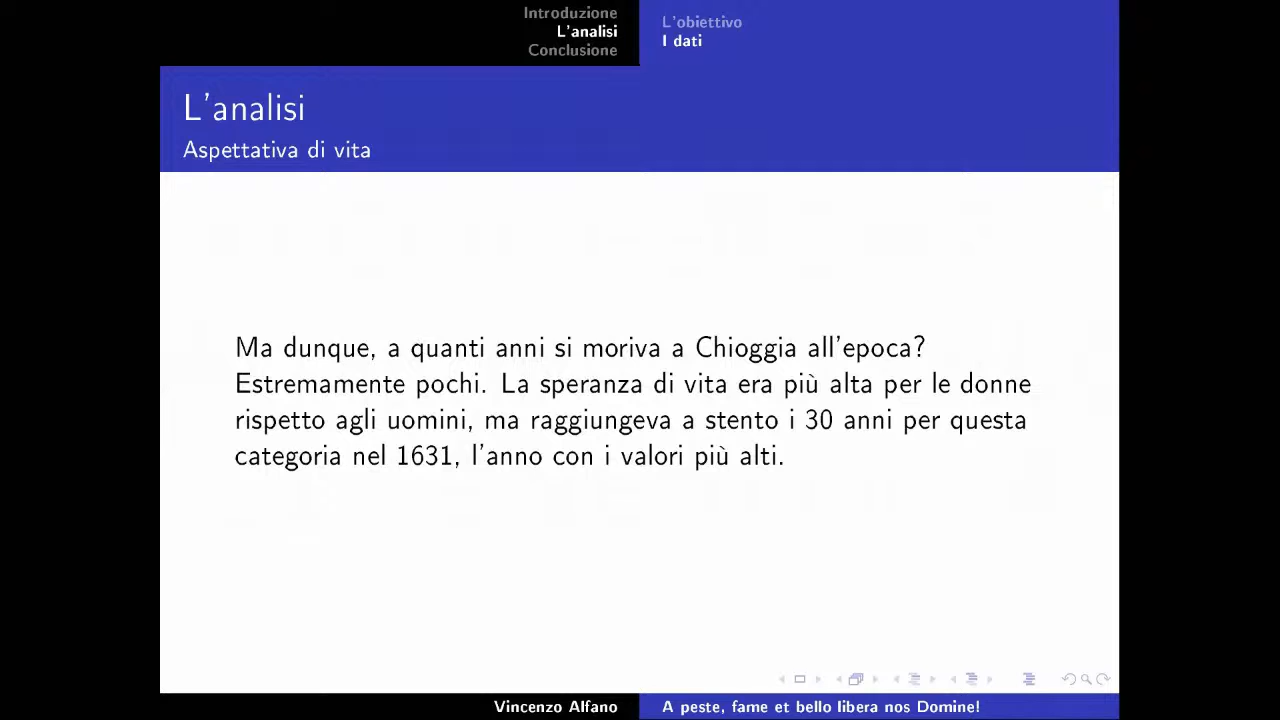 Introduzione
L'analisi
Conclusione
L'obiettivo
I dati
L'analisi
Aspettativa di vita
Ma dunque, a quanti anni si moriva a Chioggia all'epoca?
Estremamente pochi. La speranza di vita era più alta per le donne
rispetto agli uomini, ma raggiungeva a stento i 30 anni per questa
categoria nel 1631, l'anno con i valori più alti.
Vincenzo Alfano
A peste, fame et bello libera nos Domine!